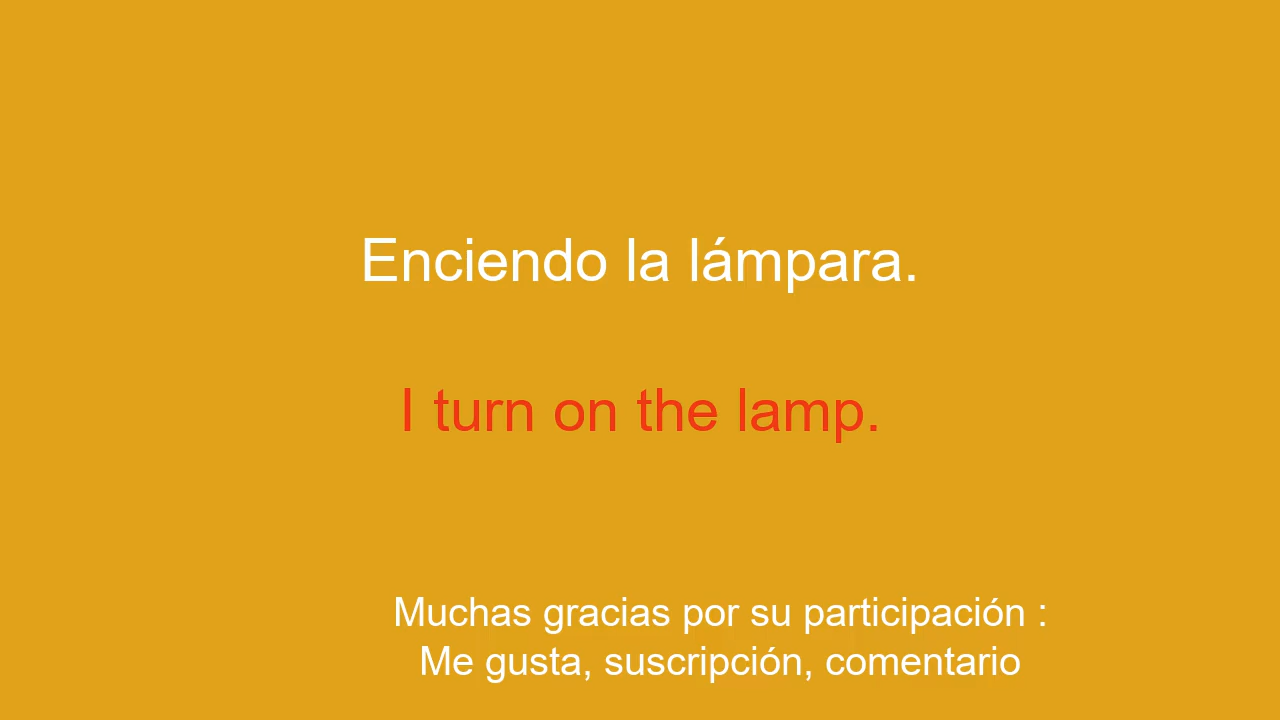 Enciendo la lámpara.
I turn on the lamp.
Muchas gracias por su participación :
Me gusta, suscripción, comentario